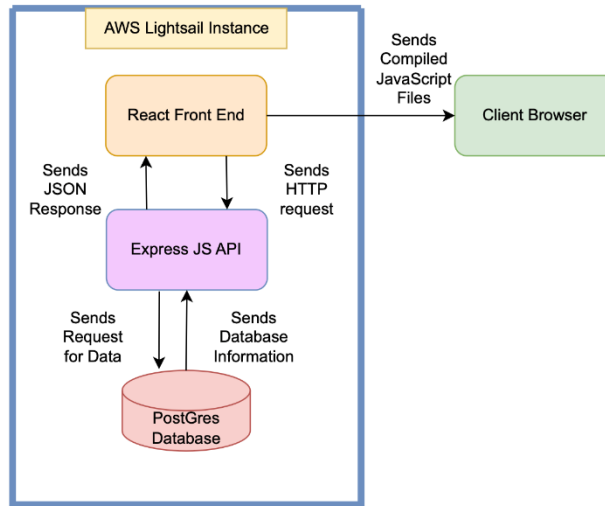 AWS Lightsail Instance
Sends
Compiled
JavaScript
Files
React Front End
Client Browser
Sends
JSON
Response
Sends
HTTP
request
Express JS API
Sends
Request
for Data
Sends
Database
Information
PostGres
Database